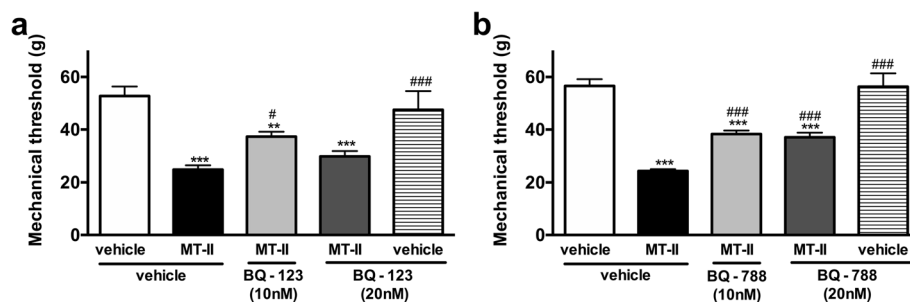 a
Mechanical threshold (g)
60
40
20
0
***
#
**
***
###
vehicle MT-II MT-II MT-II vehicle
vehicle BQ - 123 BQ - 123
(10nM) (20nM)
b
Mechanical threshold (g)
60
40
20
0
***
###
***
###
***
###
vehicle MT-II MT-II MT-II vehicle
vehicle BQ - 788 BQ - 788
(10nM) (20nM)